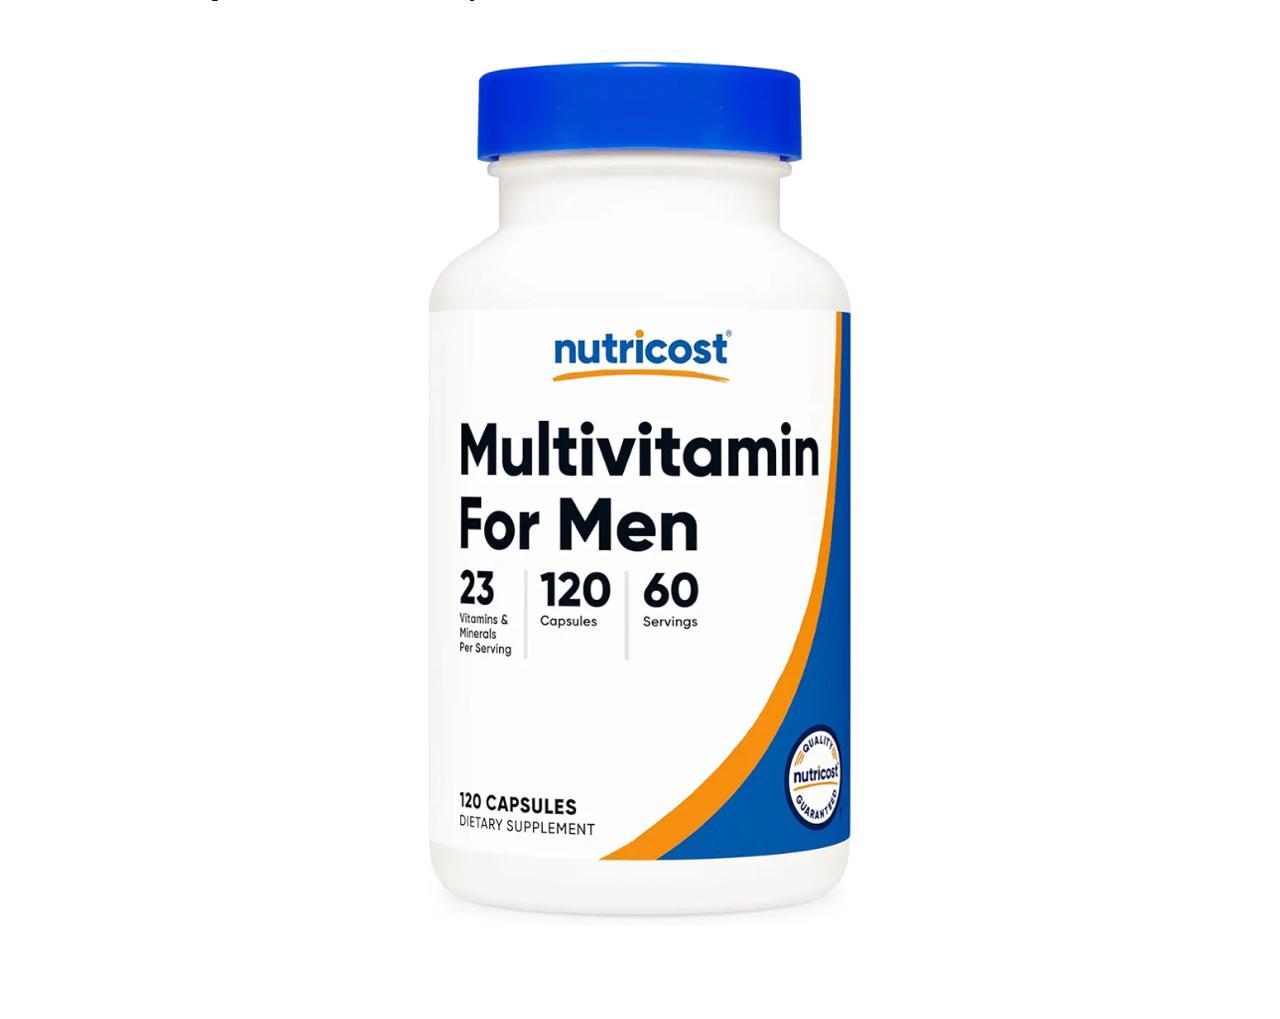 nutricost®
Multivitamin
For Men
23
Vitamins &
Minerals
Per Serving
120
Capsules
60
Servings
120 CAPSULES
DIETARY SUPPLEMENT
QUALITY
nutricost
GUARANTEED